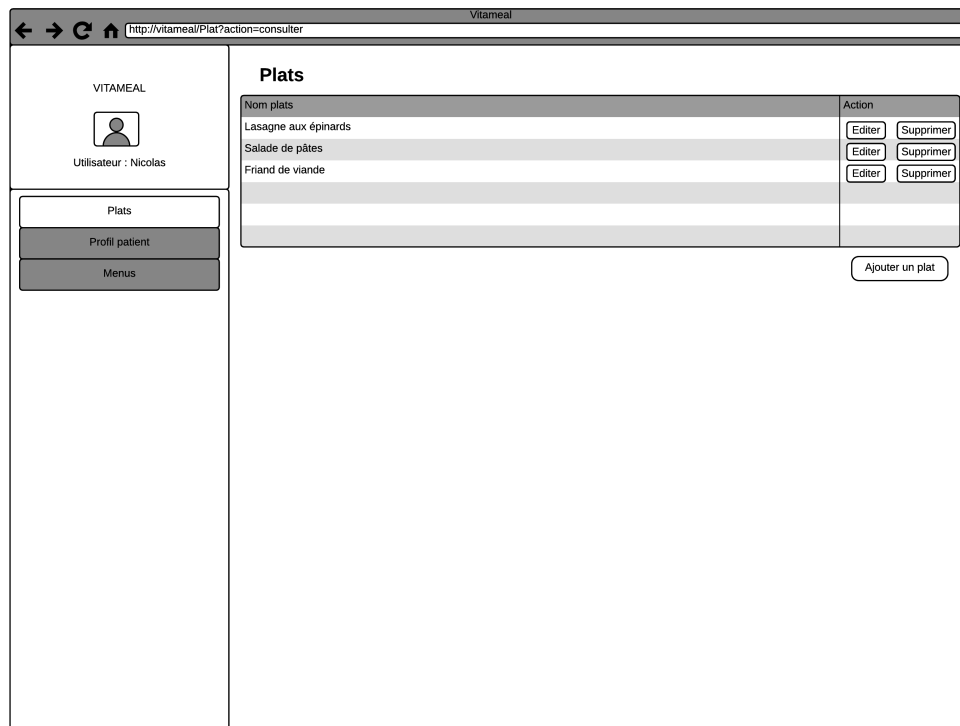 Vitameal
http://vitameal/Plat?action=consulter
VITAMEAL
Utilisateur : Nicolas
Plats
Profil patient
Menus
Plats
Nom plats Action
Lasagne aux épinards Editer Supprimer
Salade de pâtes Editer Supprimer
Friand de viande Editer Supprimer
Ajouter un plat